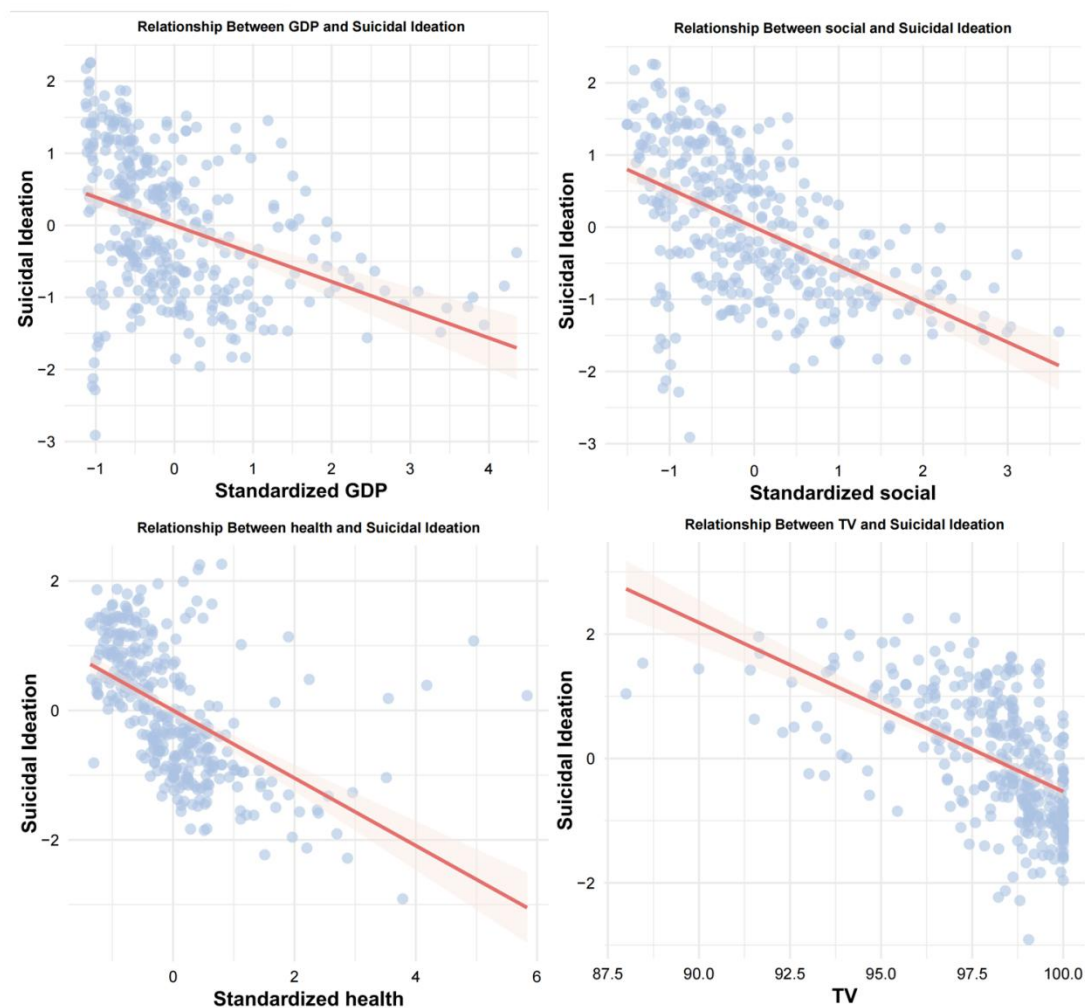 Relationship Between GDP and Suicidal Ideation
Suicidal Ideation
2
1
0
−1
−2
−3
−1 0 1 2 3 4
Standardized GDP
Relationship Between social and Suicidal Ideation
Suicidal Ideation
2
1
0
−1
−2
−3
−1 0 1 2 3
Standardized social
Relationship Between health and Suicidal Ideation
Suicidal Ideation
2
0
−2
0 2 4 6
Standardized health
Relationship Between TV and Suicidal Ideation
Suicidal Ideation
2
0
−2
87.5 90.0 92.5 95.0 97.5 100.0
TV